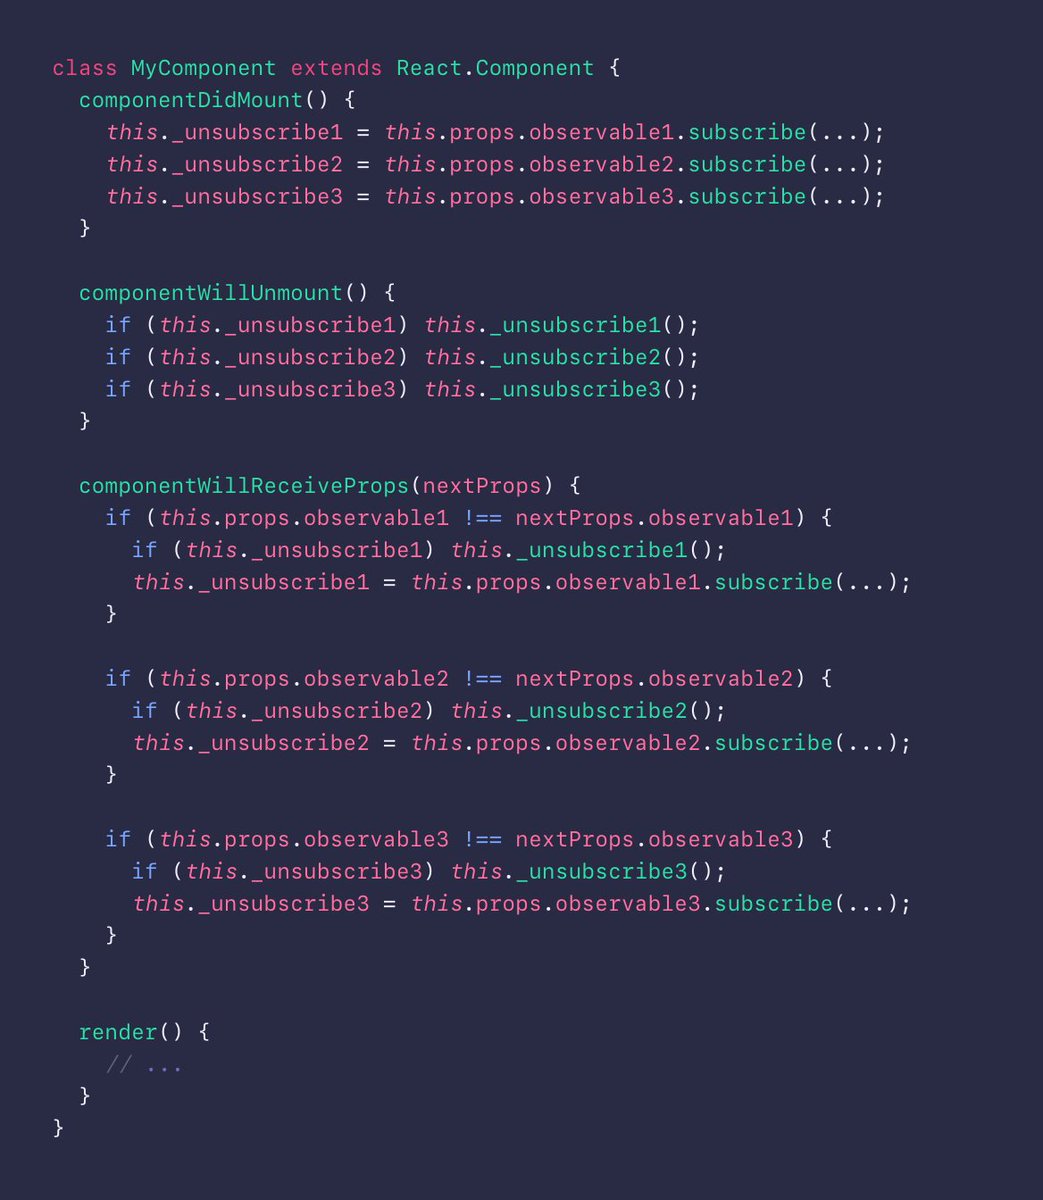 class MyComponent extends React.Component {
  componentDidMount() {
    this._unsubscribe1 = this.props.observable1.subscribe(...);
    this._unsubscribe2 = this.props.observable2.subscribe(...);
    this._unsubscribe3 = this.props.observable3.subscribe(...);
  }

  componentWillUnmount() {
    if (this._unsubscribe1) this._unsubscribe1();
    if (this._unsubscribe2) this._unsubscribe2();
    if (this._unsubscribe3) this._unsubscribe3();
  }

  componentWillReceiveProps(nextProps) {
    if (this.props.observable1 !== nextProps.observable1) {
      if (this._unsubscribe1) this._unsubscribe1();
      this._unsubscribe1 = this.props.observable1.subscribe(...);
    }

    if (this.props.observable2 !== nextProps.observable2) {
      if (this._unsubscribe2) this._unsubscribe2();
      this._unsubscribe2 = this.props.observable2.subscribe(...);
    }

    if (this.props.observable3 !== nextProps.observable3) {
      if (this._unsubscribe3) this._unsubscribe3();
      this._unsubscribe3 = this.props.observable3.subscribe(...);
    }
  }

  render() {
    // ...
  }
}